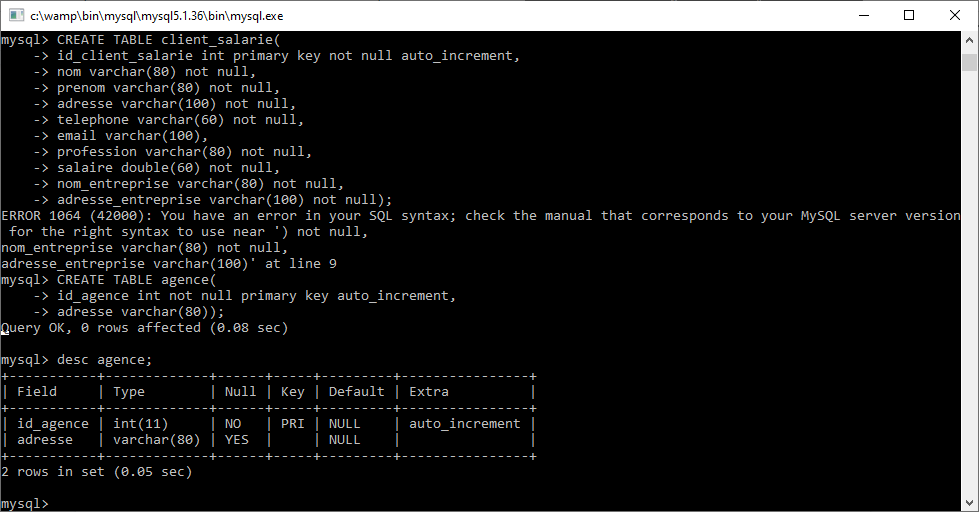 c:\wamp\bin\mysql\mysql5.1.36\bin\mysql.exe
mysql> CREATE TABLE client_salarie(
    -> id_client_salarie int primary key not null auto_increment,
    -> nom varchar(80) not null,
    -> prenom varchar(80) not null,
    -> adresse varchar(100) not null,
    -> telephone varchar(60) not null,
    -> email varchar(100),
    -> profession varchar(80) not null,
    -> salaire double(60) not null,
    -> nom_entreprise varchar(80) not null,
    -> adresse_entreprise varchar(100) not null);
ERROR 1064 (42000): You have an error in your SQL syntax; check the manual that corresponds to your MySQL server version
 for the right syntax to use near ') not null,
nom_entreprise varchar(80) not null,
adresse_entreprise varchar(100)' at line 9
mysql> CREATE TABLE agence(
    -> id_agence int not null primary key auto_increment,
    -> adresse varchar(80));
Query OK, 0 rows affected (0.08 sec)

mysql> desc agence;
+-----------+-------------+------+-----+---------+----------------+
| Field     | Type        | Null | Key | Default | Extra          |
+-----------+-------------+------+-----+---------+----------------+
| id_agence | int(11)     | NO   | PRI | NULL    | auto_increment |
| adresse   | varchar(80) | YES  |     | NULL    |                |
+-----------+-------------+------+-----+---------+----------------+
2 rows in set (0.05 sec)

mysql>